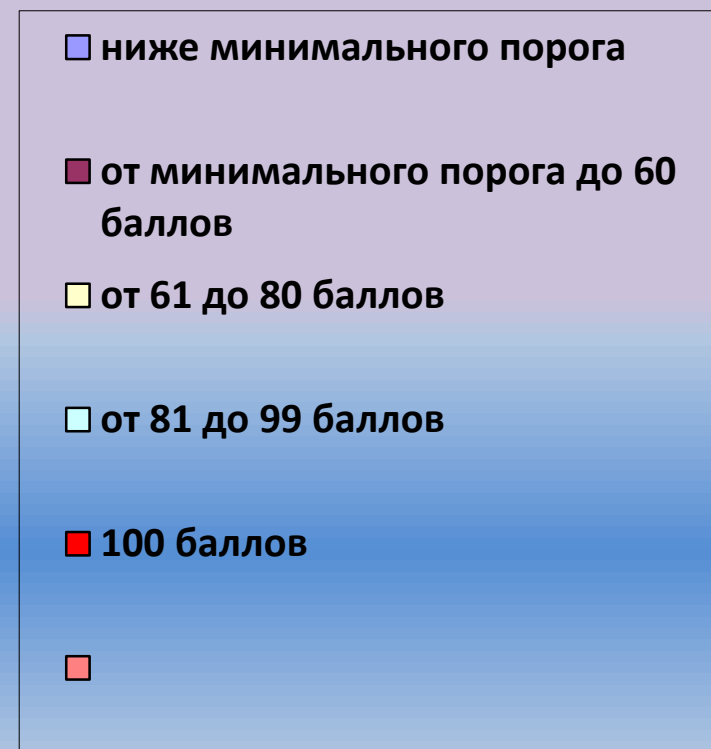 ниже минимального порога
от минимального порога до 60
баллов
от 61 до 80 баллов
от 81 до 99 баллов
100 баллов